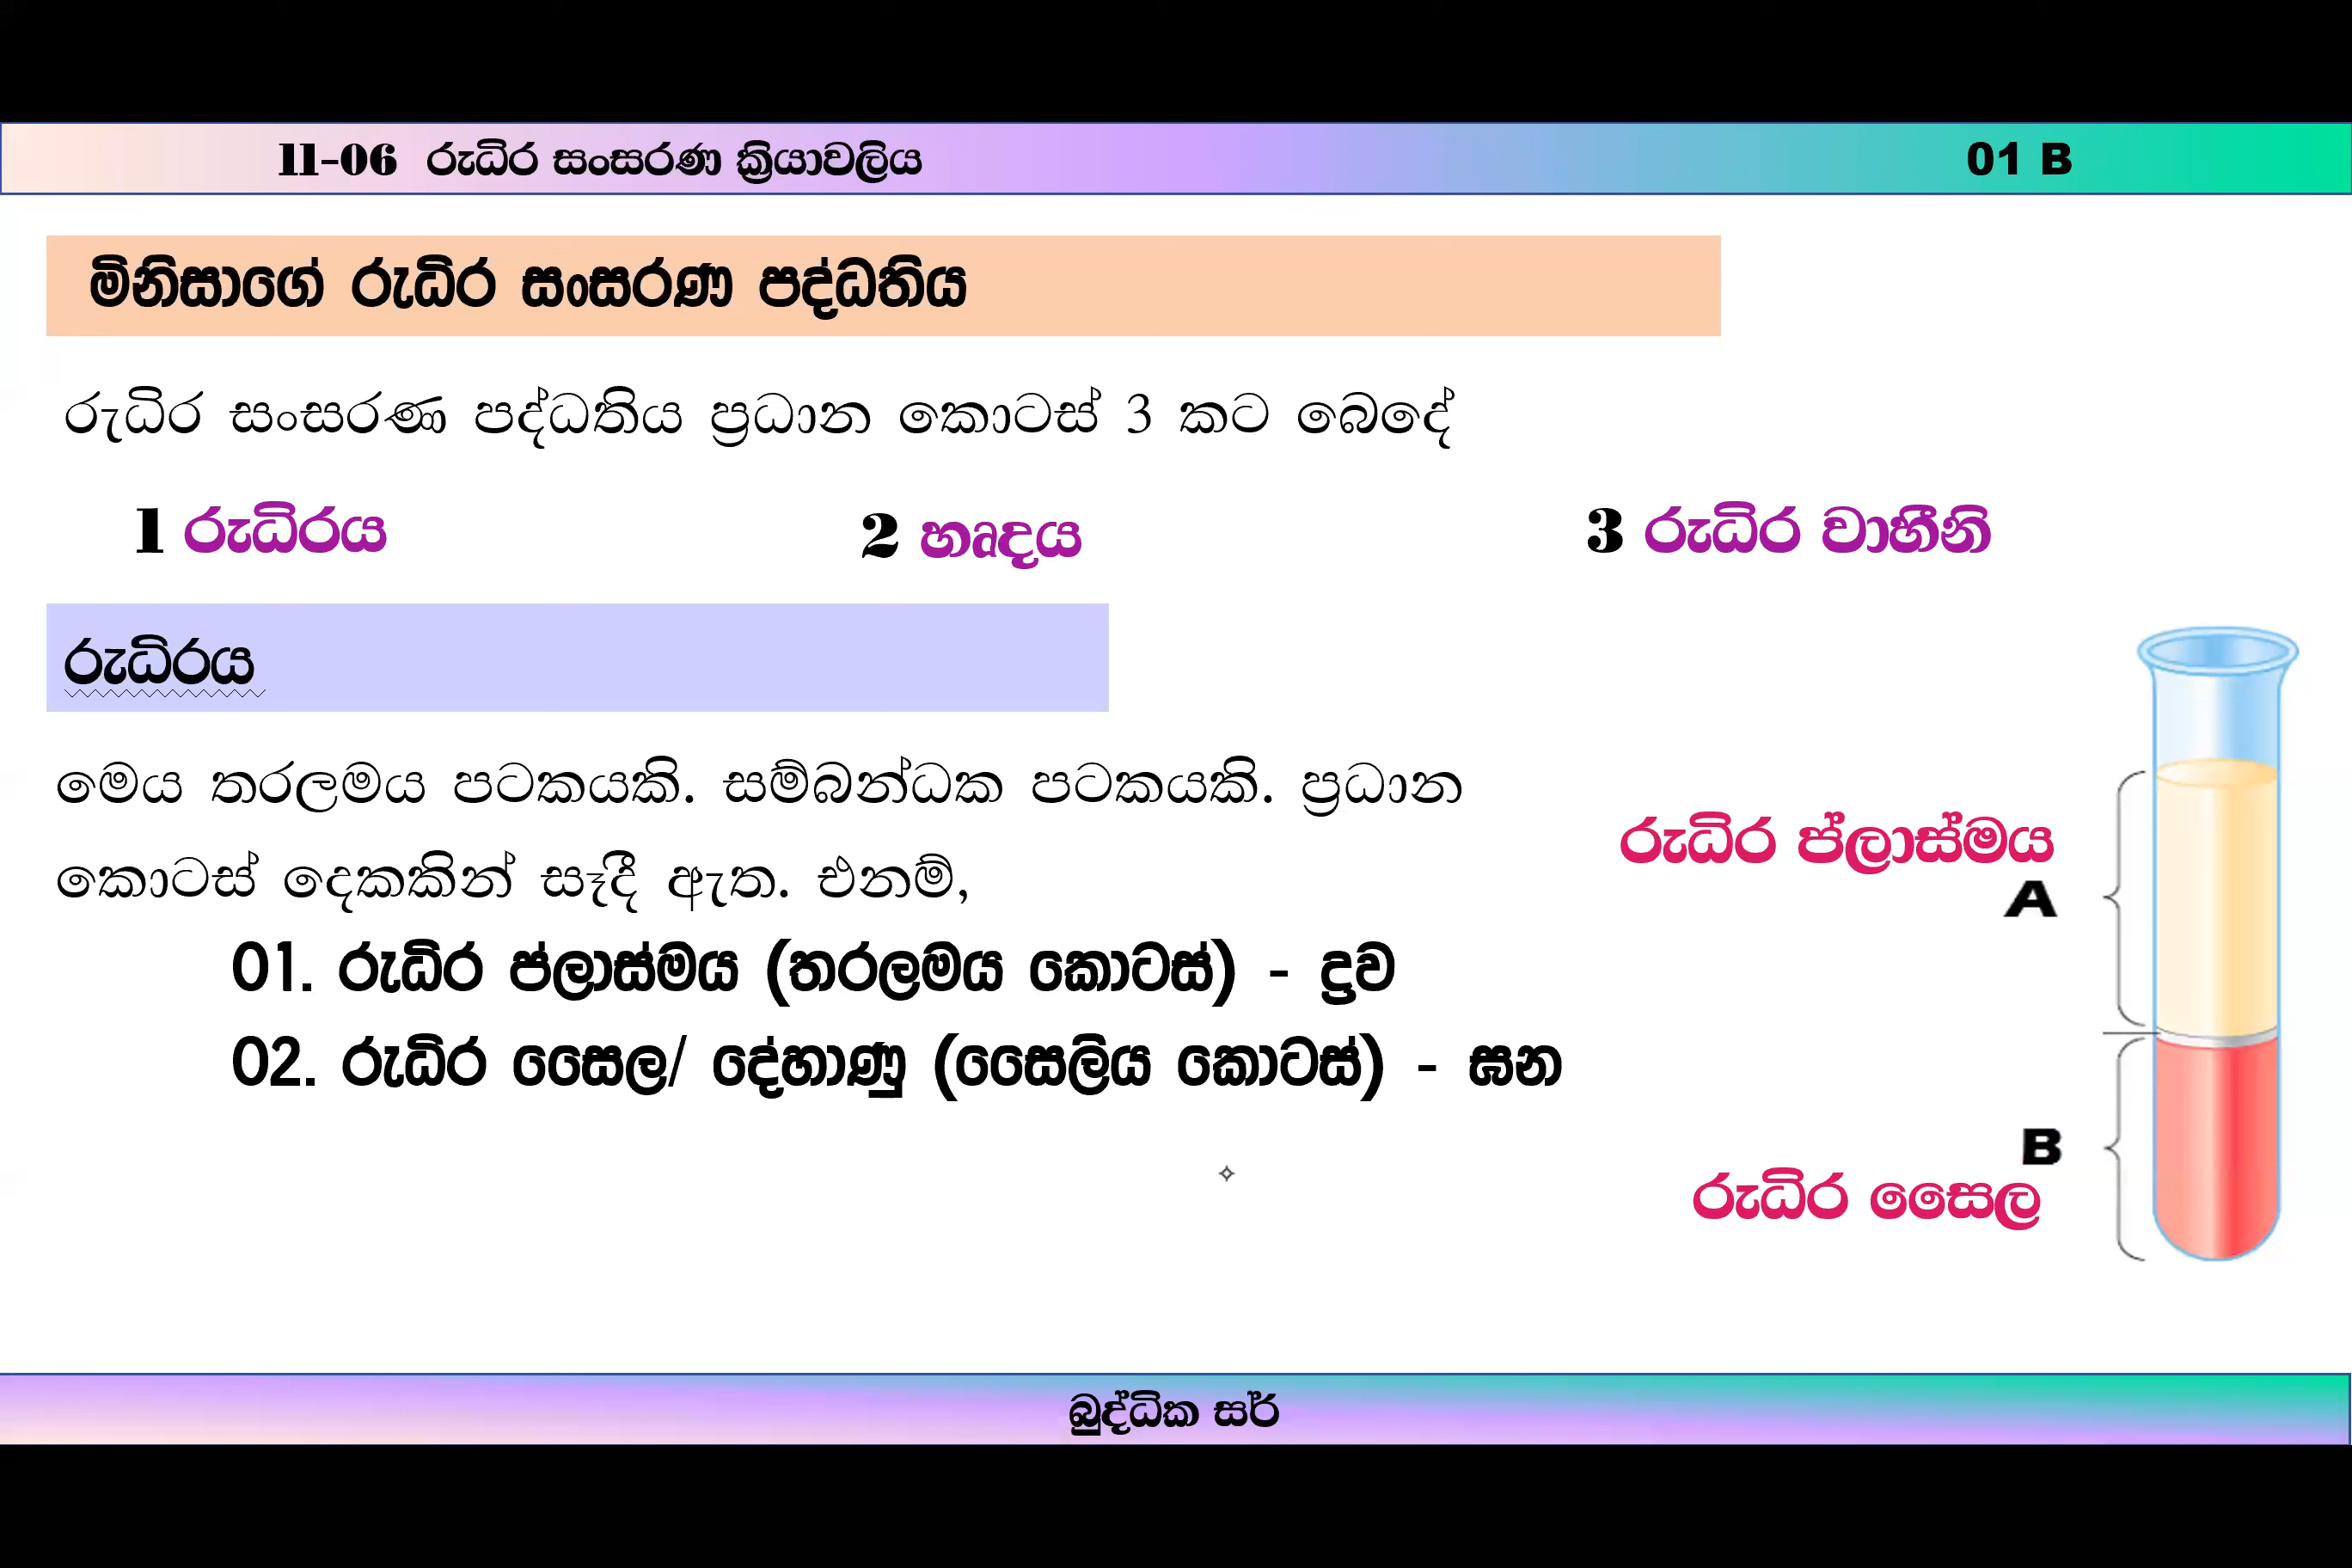 11-06 රුධිර සංසරණ ක්‍රියාවලිය 01 B
මිනිසාගේ රුධිර සංසරණ පද්ධතිය
රුධිර සංසරණ පද්ධතිය ප්‍රධාන කොටස් 3 කට බෙදේ
1 රුධිරය 2 හෘදය 3 රුධිර වාහිනි
රුධිරය
මෙය තරලමය පටකයකි. සම්බන්ධක පටකයකි. ප්‍රධාන
කොටස් දෙකකින් සෑදී ඇත. එනම්,
01. රුධිර ප්ලාස්මය (තරලමය කොටස්) - ද්‍රව
02. රුධිර සෛල/ දේහාණු (සෛලිය කොටස්) - ඝන
රුධිර ප්ලාස්මය
A
B
රුධිර සෛල
බුද්ධික සර්